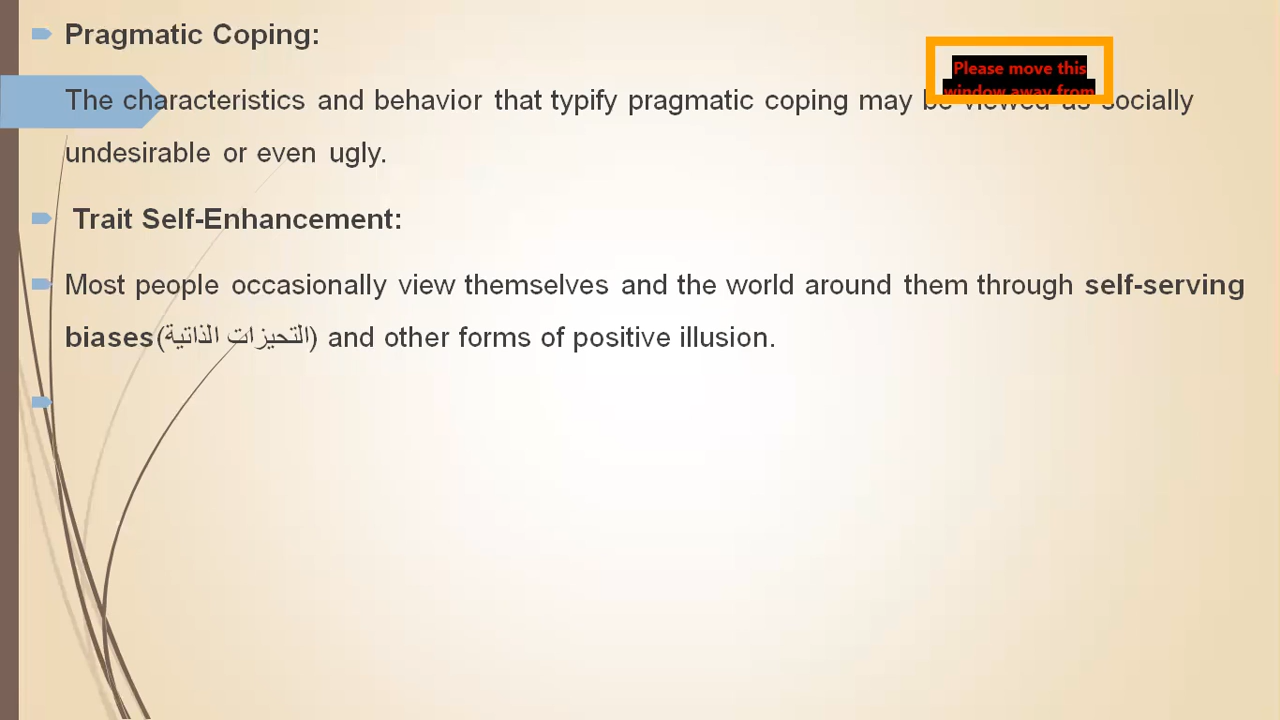 Pragmatic Coping:
Please move this
window away from
The characteristics and behavior that typify pragmatic coping may be viewed as socially
undesirable or even ugly.
Trait Self-Enhancement:
Most people occasionally view themselves and the world around them through self-serving
biases(التحيزات الذاتية) and other forms of positive illusion.